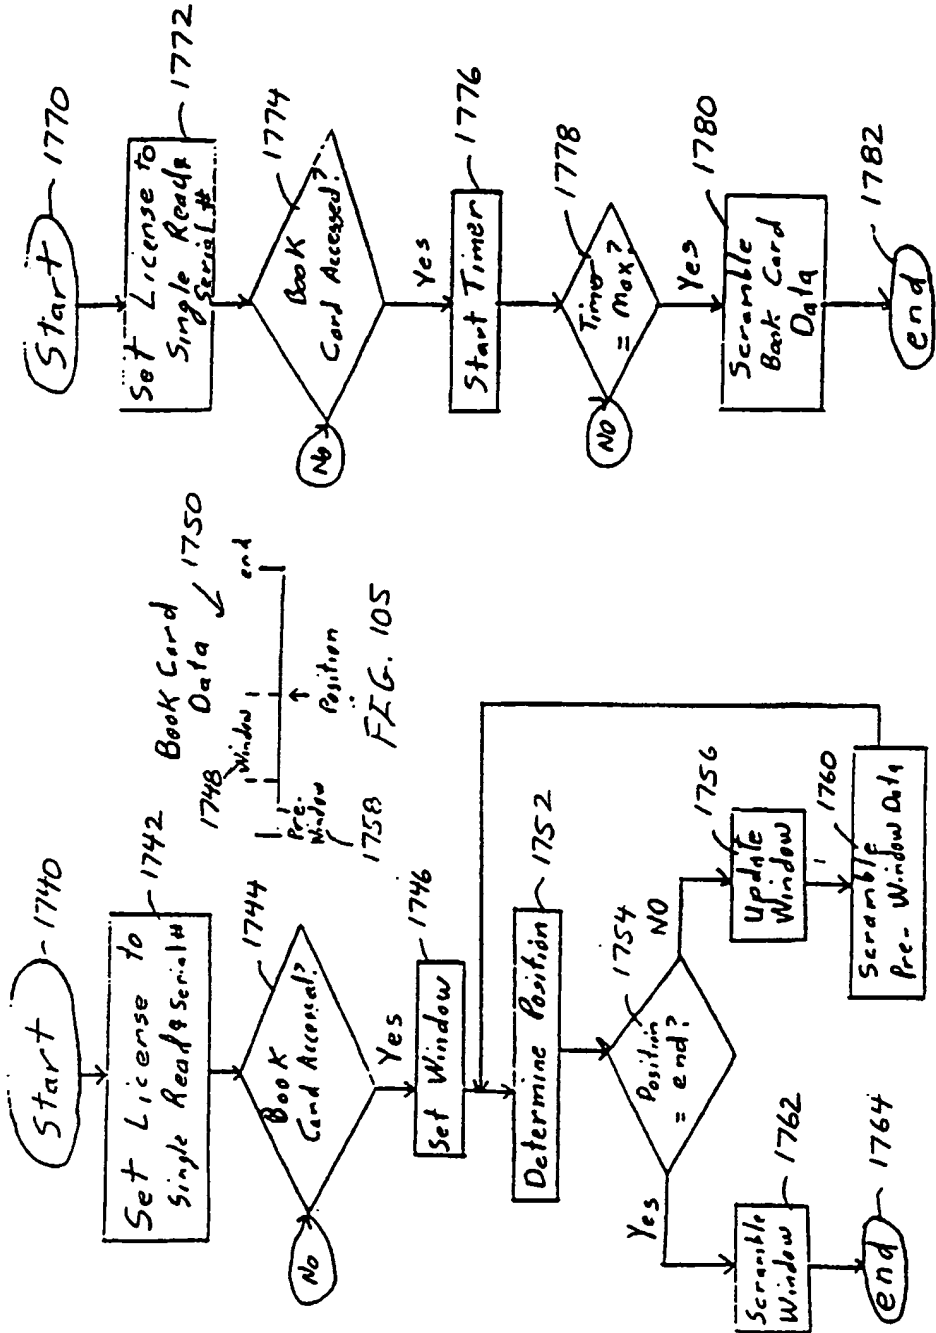 Start
1740
Set License to
Single Read & Serial #
1742
Book
Card Accessed?
1744
No
Yes
Set Window
1746
Determine Position
1752
Position
= end?
1754
NO
Yes
Update
Window
1756
Scramble
Pre-Window Data
1760
Scramble
Window
1762
end
1764
Book Card
Data
1750
1748
Window
end
Pre-
Window
1758
Position
FIG. 105
Start
1770
Set License to
Single Read &
Serial #
1772
Book
Card Accessed?
1774
No
Yes
Start Timer
1776
Timer
= Max?
1778
NO
Yes
Scramble
Book Card
Data
1780
end
1782